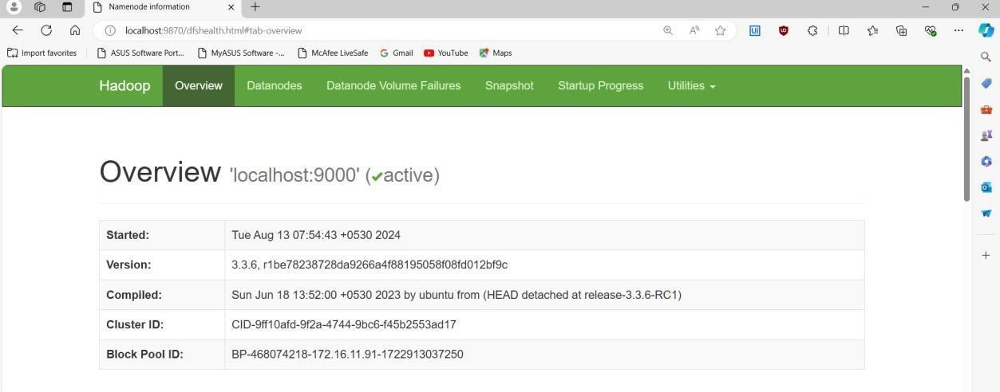 Namenode information
localhost:9870/dfshealth.html#tab-overview
Import favorites ASUS Software Port... MyASUS Software -... McAfee LiveSafe Gmail YouTube Maps
Hadoop Overview Datanodes Datanode Volume Failures Snapshot Startup Progress Utilities
Overview 'localhost:9000' (✔active)
Started: Tue Aug 13 07:54:43 +0530 2024
Version: 3.3.6, r1be78238728da9266a4f88195058f08fd012bf9c
Compiled: Sun Jun 18 13:52:00 +0530 2023 by ubuntu from (HEAD detached at release-3.3.6-RC1)
Cluster ID: CID-9ff10afd-9f2a-4744-9bc6-f45b2553ad17
Block Pool ID: BP-468074218-172.16.11.91-1722913037250